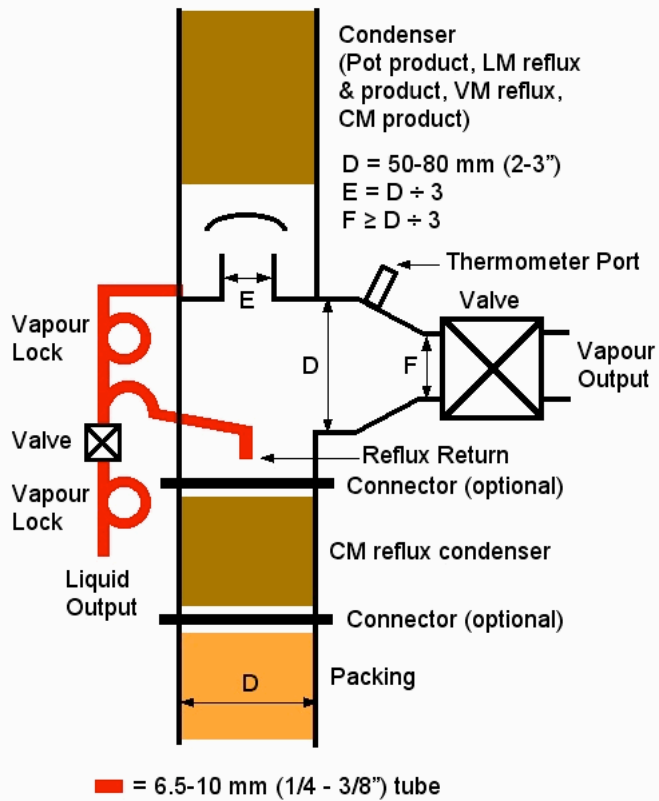 Condenser
(Pot product, LM reflux
& product, VM reflux,
CM product)
D = 50-80 mm (2-3”)
E = D ÷ 3
F ≥ D ÷ 3
Thermometer Port
E
Valve
Vapour
Lock
D
F
Vapour
Output
Valve
Reflux Return
Vapour
Lock
Connector (optional)
CM reflux condenser
Liquid
Output
Connector (optional)
D
Packing
= 6.5-10 mm (1/4 - 3/8”) tube